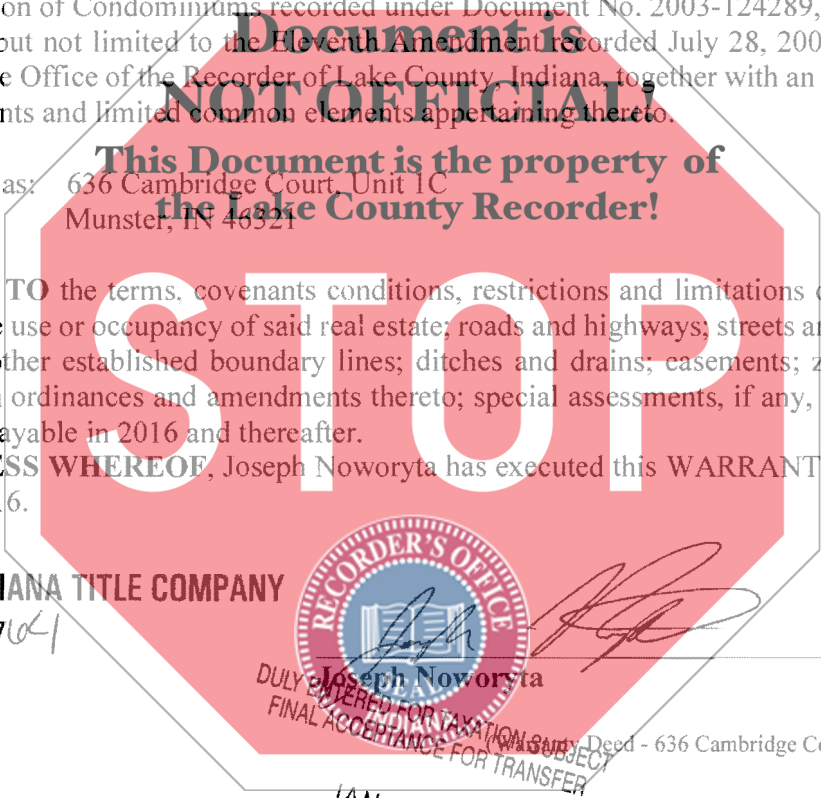 on of Condominiums recorded under Document No. 2003-124289,
Document is
but not limited to the Eleventh Amendment recorded July 28, 200
e Office of the Recorder of Lake County, Indiana, together with an
NOT OFFICIAL!
nts and limited common elements appertaining thereto.
This Document is the property of
as: 636 Cambridge Court, Unit 1C
the Lake County Recorder!
Munster, IN 46321
STOP
TO the terms, covenants conditions, restrictions and limitations
use or occupancy of said real estate; roads and highways; streets
ther established boundary lines; ditches and drains; easements;
ordinances and amendments thereto; special assessments, if any,
ayable in 2016 and thereafter.
ESS WHEREOF, Joseph Noworyta has executed this WARRANT
6.
IANA TITLE COMPANY
RECORDER'S OFFICE
SEAL
INDIANA
Joseph Noworyta
DULY ENTERED FOR TAXATION SUBJECT
FINAL ACCEPTANCE FOR TRANSFER
(Warranty Deed - 636 Cambridge Co